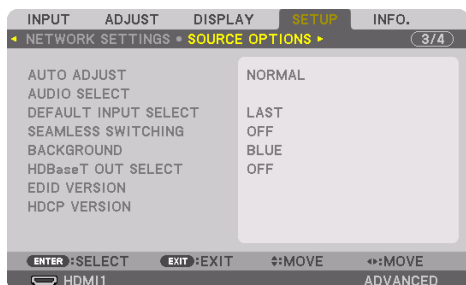 INPUT ADJUST DISPLAY SETUP INFO.
NETWORK SETTINGS • SOURCE OPTIONS 3/4
AUTO ADJUST NORMAL
AUDIO SELECT
DEFAULT INPUT SELECT LAST
SEAMLESS SWITCHING OFF
BACKGROUND BLUE
HDBaseT OUT SELECT OFF
EDID VERSION
HDCP VERSION
ENTER :SELECT EXIT :EXIT :MOVE :MOVE
HDMI1 ADVANCED